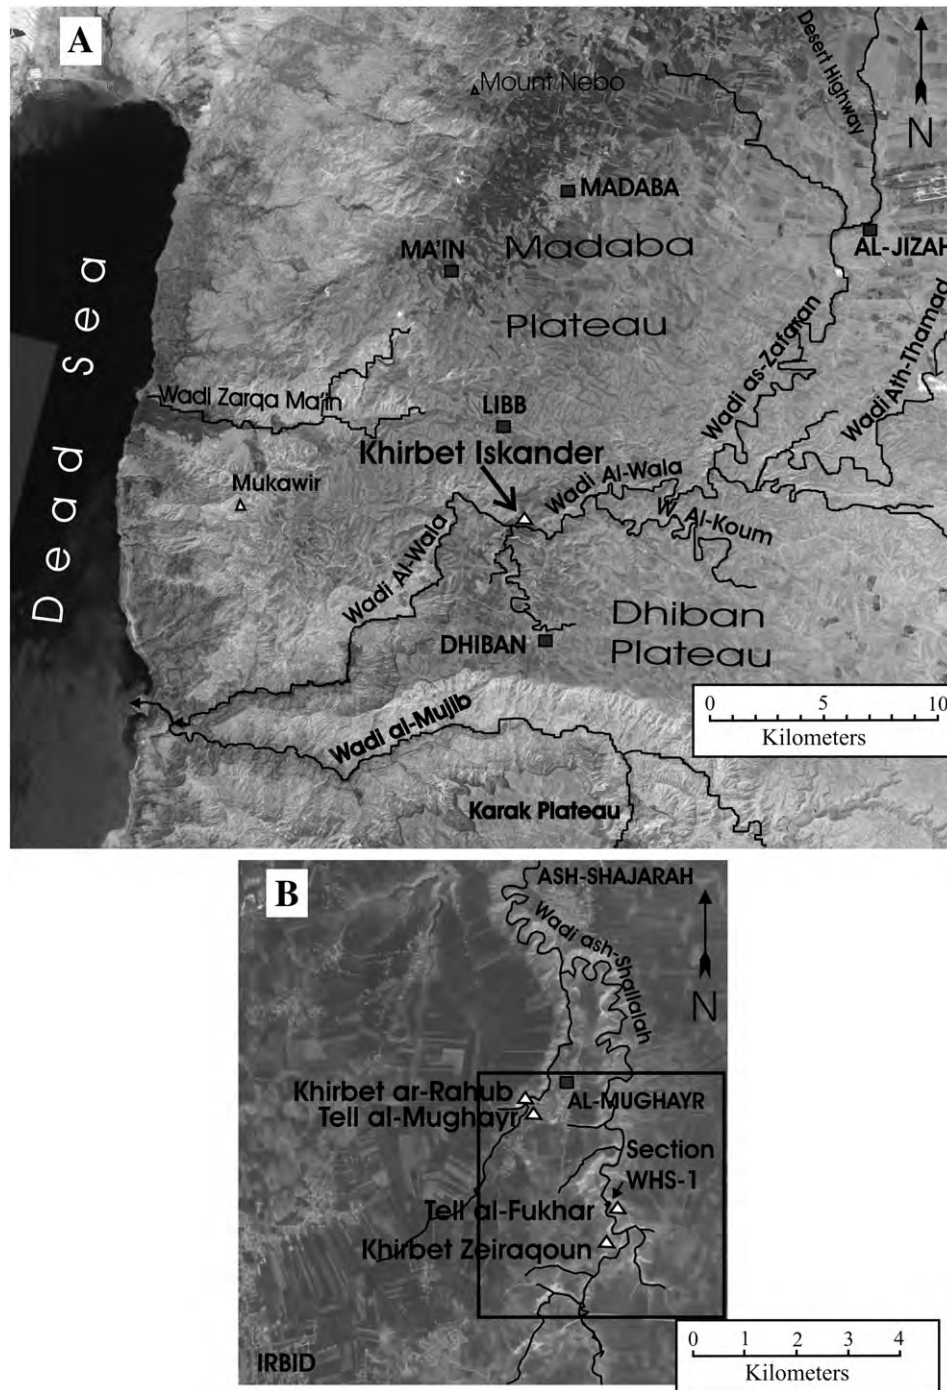 A
Mount Nebo
Desert Highway
N
MADABA
Madaba
Plateau
MA'IN
AL-JIZAH
Dead Sea
Wadi as-Zafaran
Wadi Ath-Thamad
Wadi Zarqa Ma'in
LIBB
Khirbet Iskander
Mukawir
Wadi Al-Wala
W. Al-Koum
Wadi Al-Wala
Dhiban
Plateau
DHIBAN
0 5 10
Kilometers
Wadi al-Mujib
Karak Plateau
B
ASH-SHAJARAH
Wadi ash-Shallalah
N
Khirbet ar-Rahub
Tell al-Mughayr
AL-MUGHAYR
Section
WHS-1
Tell al-Fukhar
Khirbet Zeiraqoun
IRBID
0 1 2 3 4
Kilometers